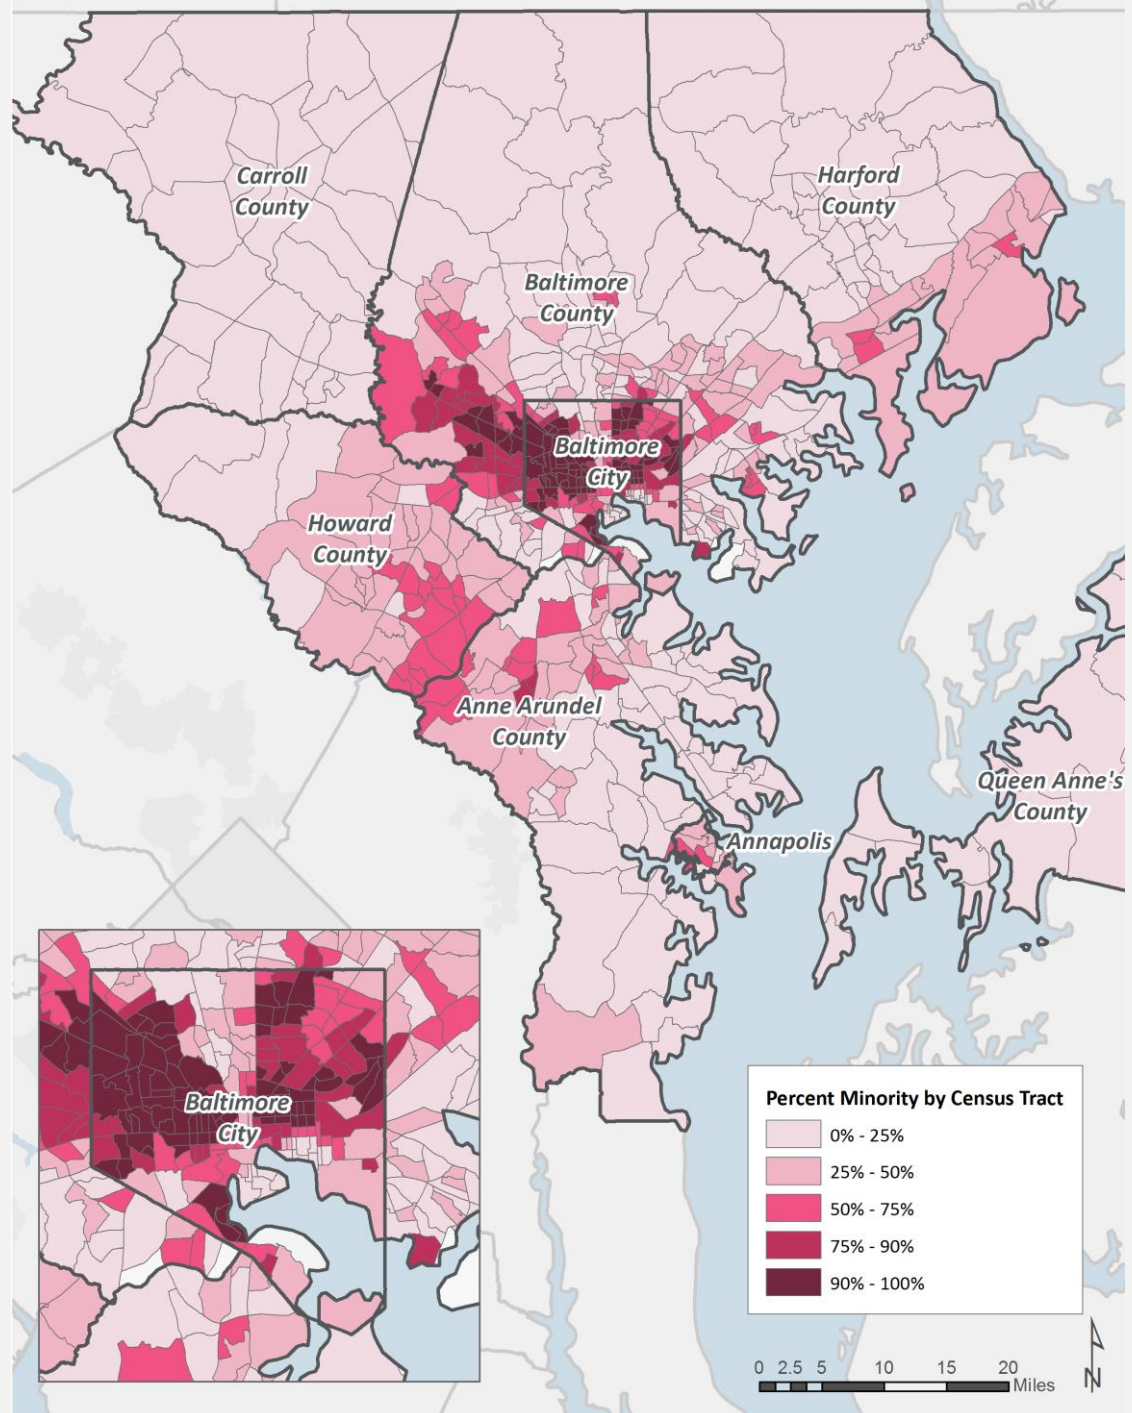 Carroll
County
Harford
County
Baltimore
County
Baltimore
City
Howard
County
Anne Arundel
County
Queen Anne's
County
Annapolis
Baltimore
City
Percent Minority by Census Tract
0% - 25%
25% - 50%
50% - 75%
75% - 90%
90% - 100%
0 2.5 5 10 15 20
Miles
N